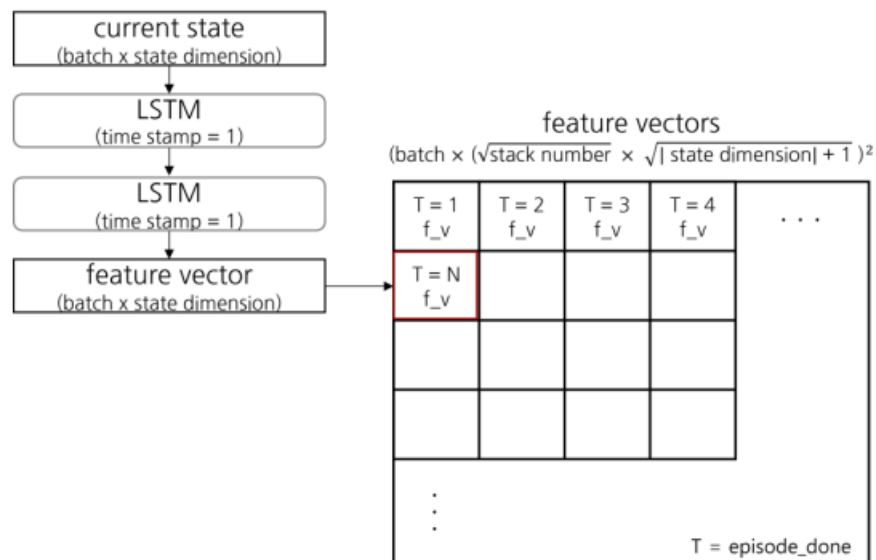 current state
(batch x state dimension)
LSTM
(time stamp = 1)
LSTM
(time stamp = 1)
feature vector
(batch x state dimension)
feature vectors
(batch × (√stack number × √| state dimension| + 1 )²
T = 1
f_v
T = 2
f_v
T = 3
f_v
T = 4
f_v
. . .
T = N
f_v
.
.
.
T = episode_done